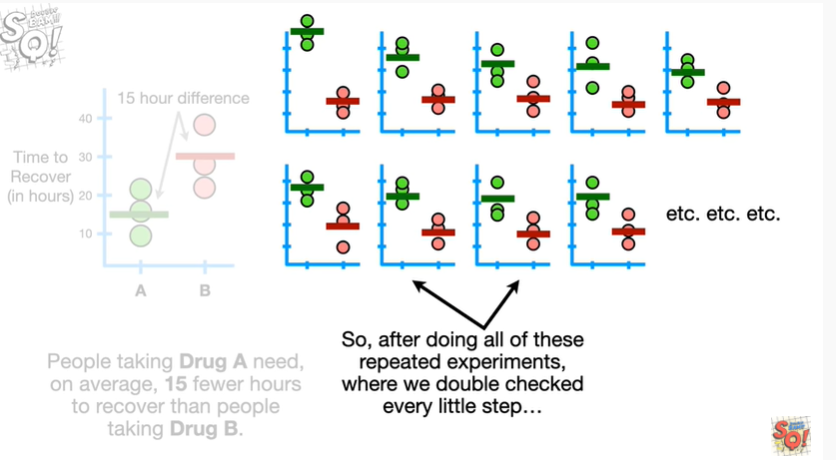 SQ!
DOUBLE
BAM!!
15 hour difference
40
Time to
Recover
(in hours)
30
20
10
A
B
etc. etc. etc.
People taking Drug A need,
on average, 15 fewer hours
to recover than people
taking Drug B.
So, after doing all of these
repeated experiments,
where we double checked
every little step…
SQ!